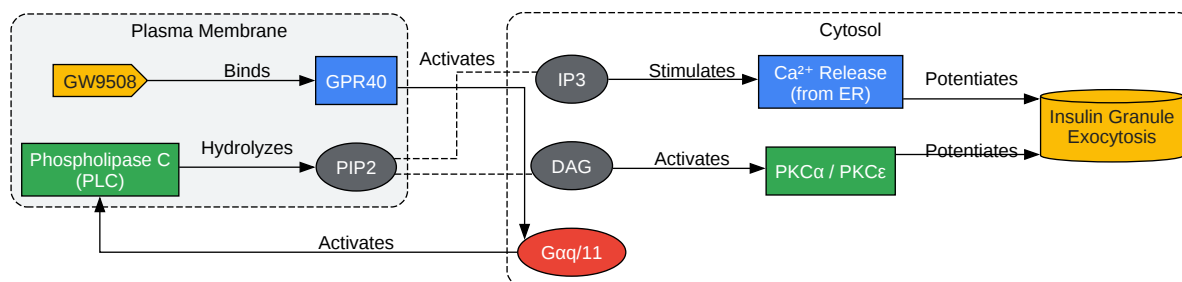 Plasma Membrane
Cytosol
GW9508
Binds
GPR40
Activates
IP3
Stimulates
Ca²⁺ Release
(from ER)
Potentiates
Insulin Granule
Exocytosis
Phospholipase C
(PLC)
Hydrolyzes
PIP2
DAG
Activates
PKCα / PKCε
Potentiates
Activates
Gαq/11